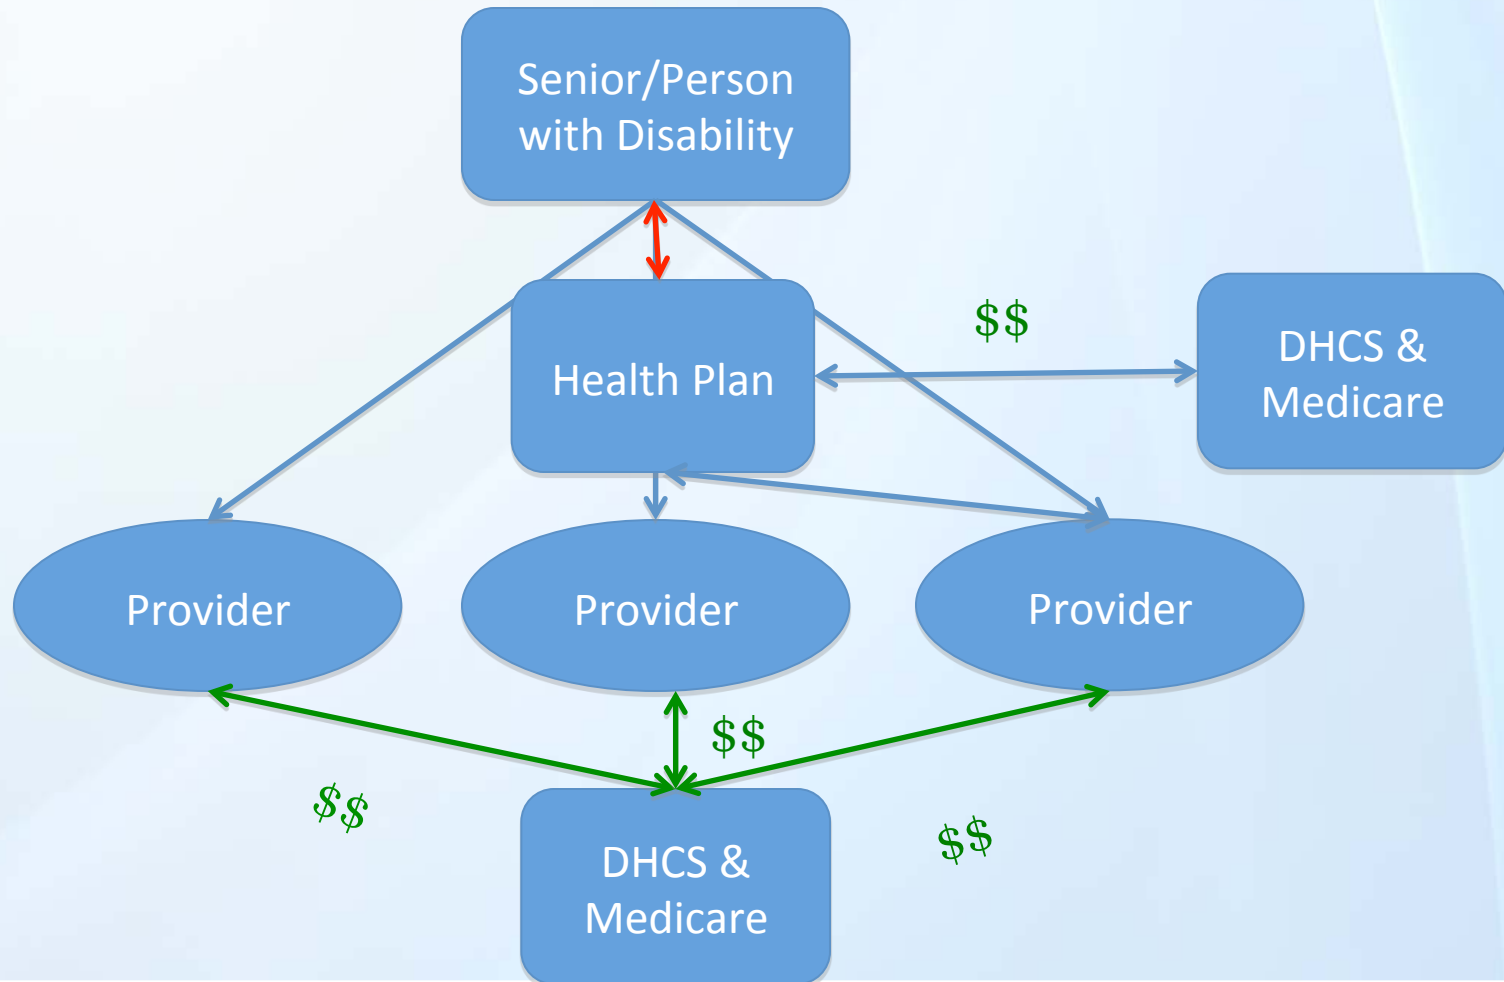 Senior/Person
with Disability
$$
Health Plan
DHCS &
Medicare
Provider
Provider
Provider
$$
$$
$$
DHCS &
Medicare